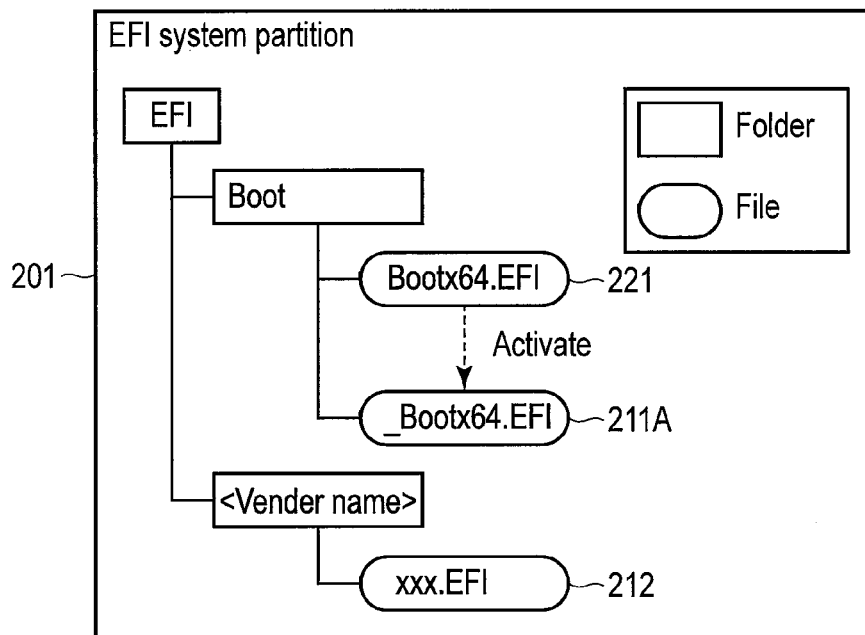 EFI system partition
EFI
Folder
File
Boot
201
Bootx64.EFI
221
Activate
_Bootx64.EFI
211A
<Vender name>
xxx.EFI
212